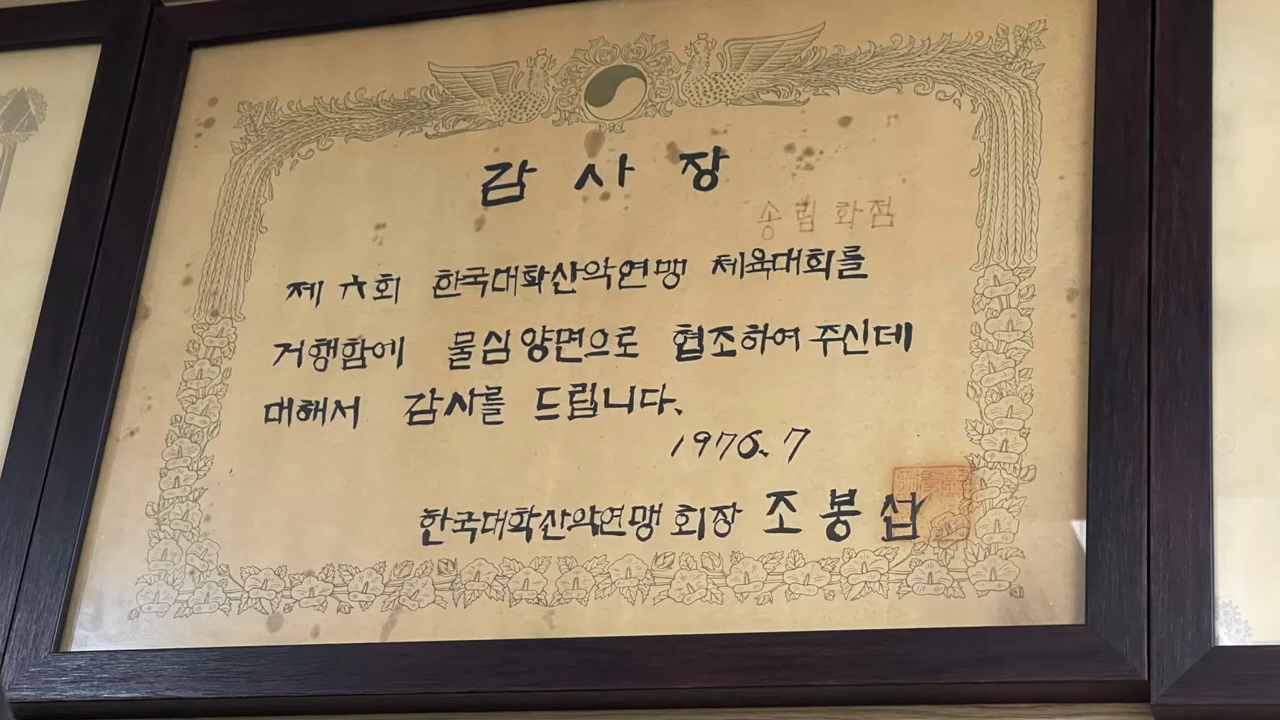 감사장
송림화점
제六회 한국대학산악연맹 체육대회를
거행함에 물심양면으로 협조하여 주신데
대해서 감사를 드립니다.
1976.7
한국대학산악연맹 회장 조봉섭